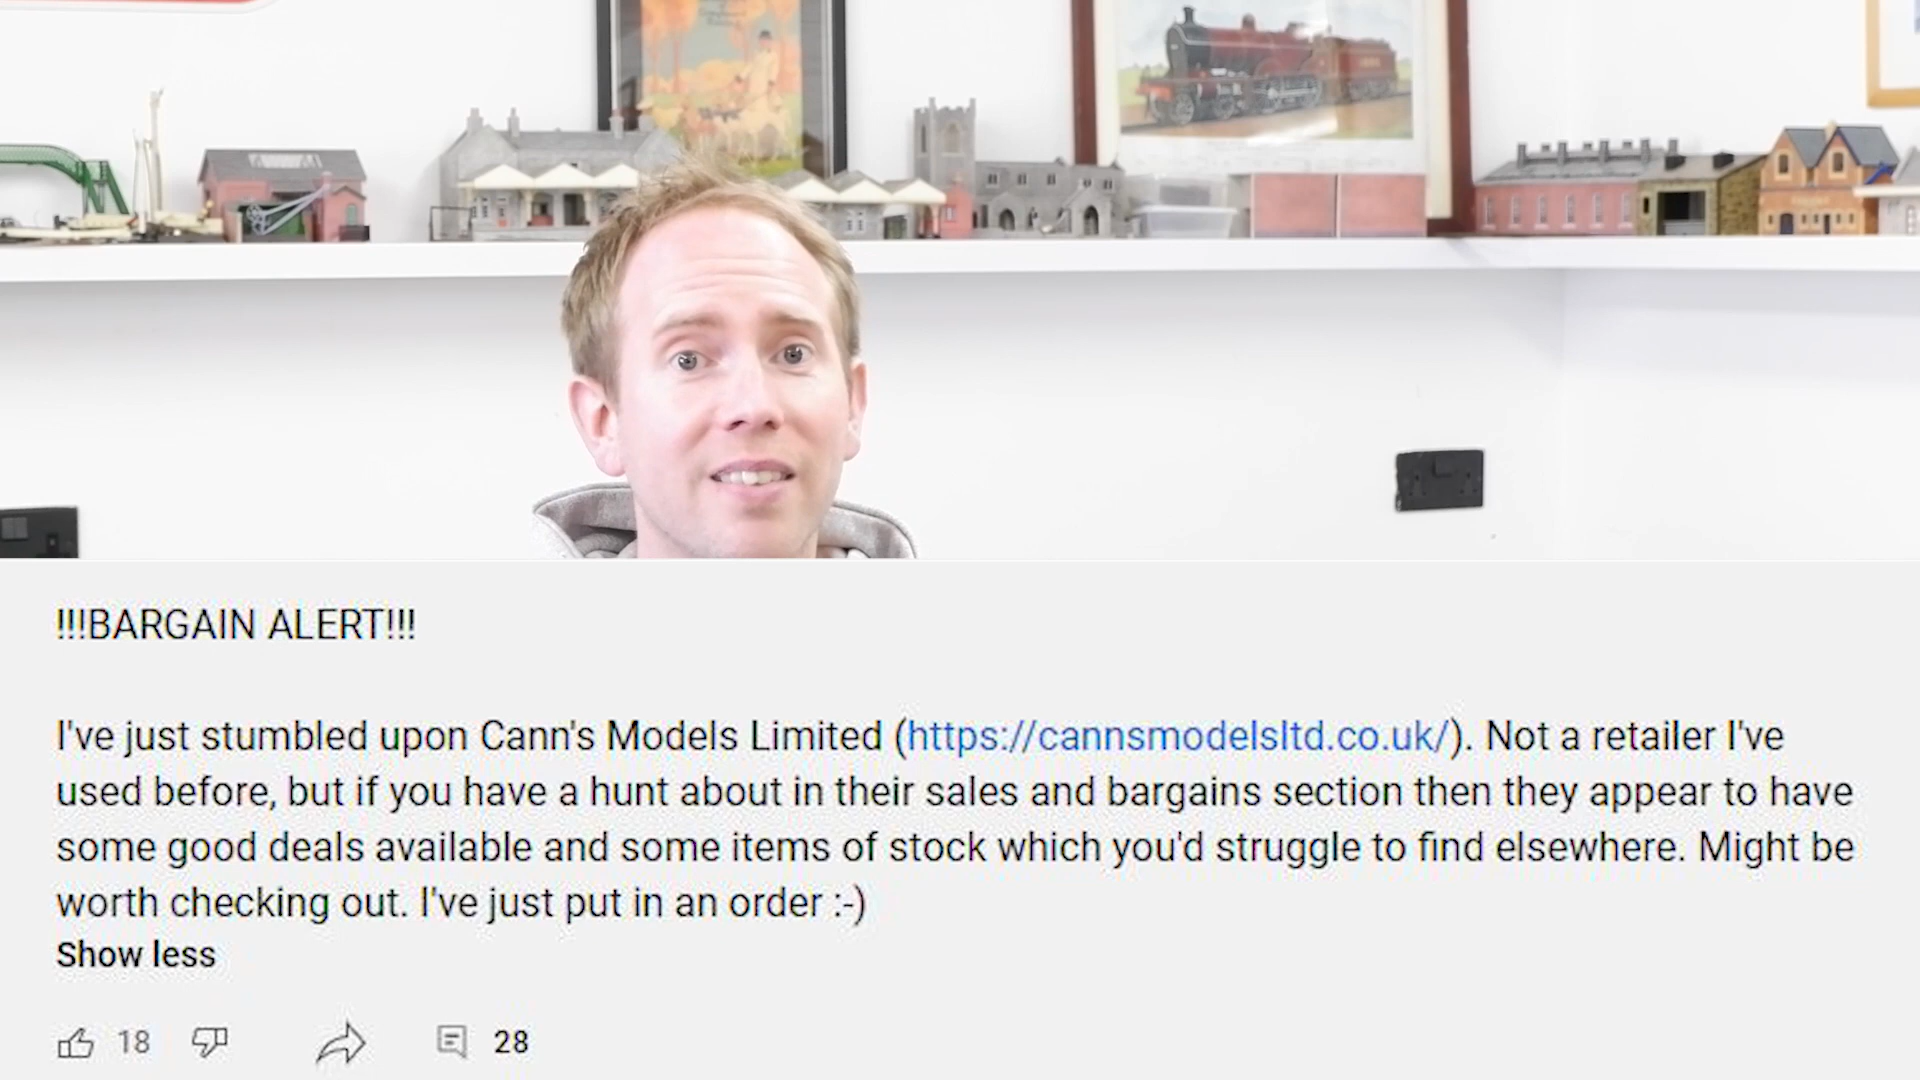 !!!BARGAIN ALERT!!!
I've just stumbled upon Cann's Models Limited (https://cannsmodelsltd.co.uk/). Not a retailer I've
used before, but if you have a hunt about in their sales and bargains section then they appear to have
some good deals available and some items of stock which you'd struggle to find elsewhere. Might be
worth checking out. I've just put in an order :-)
Show less
18
28